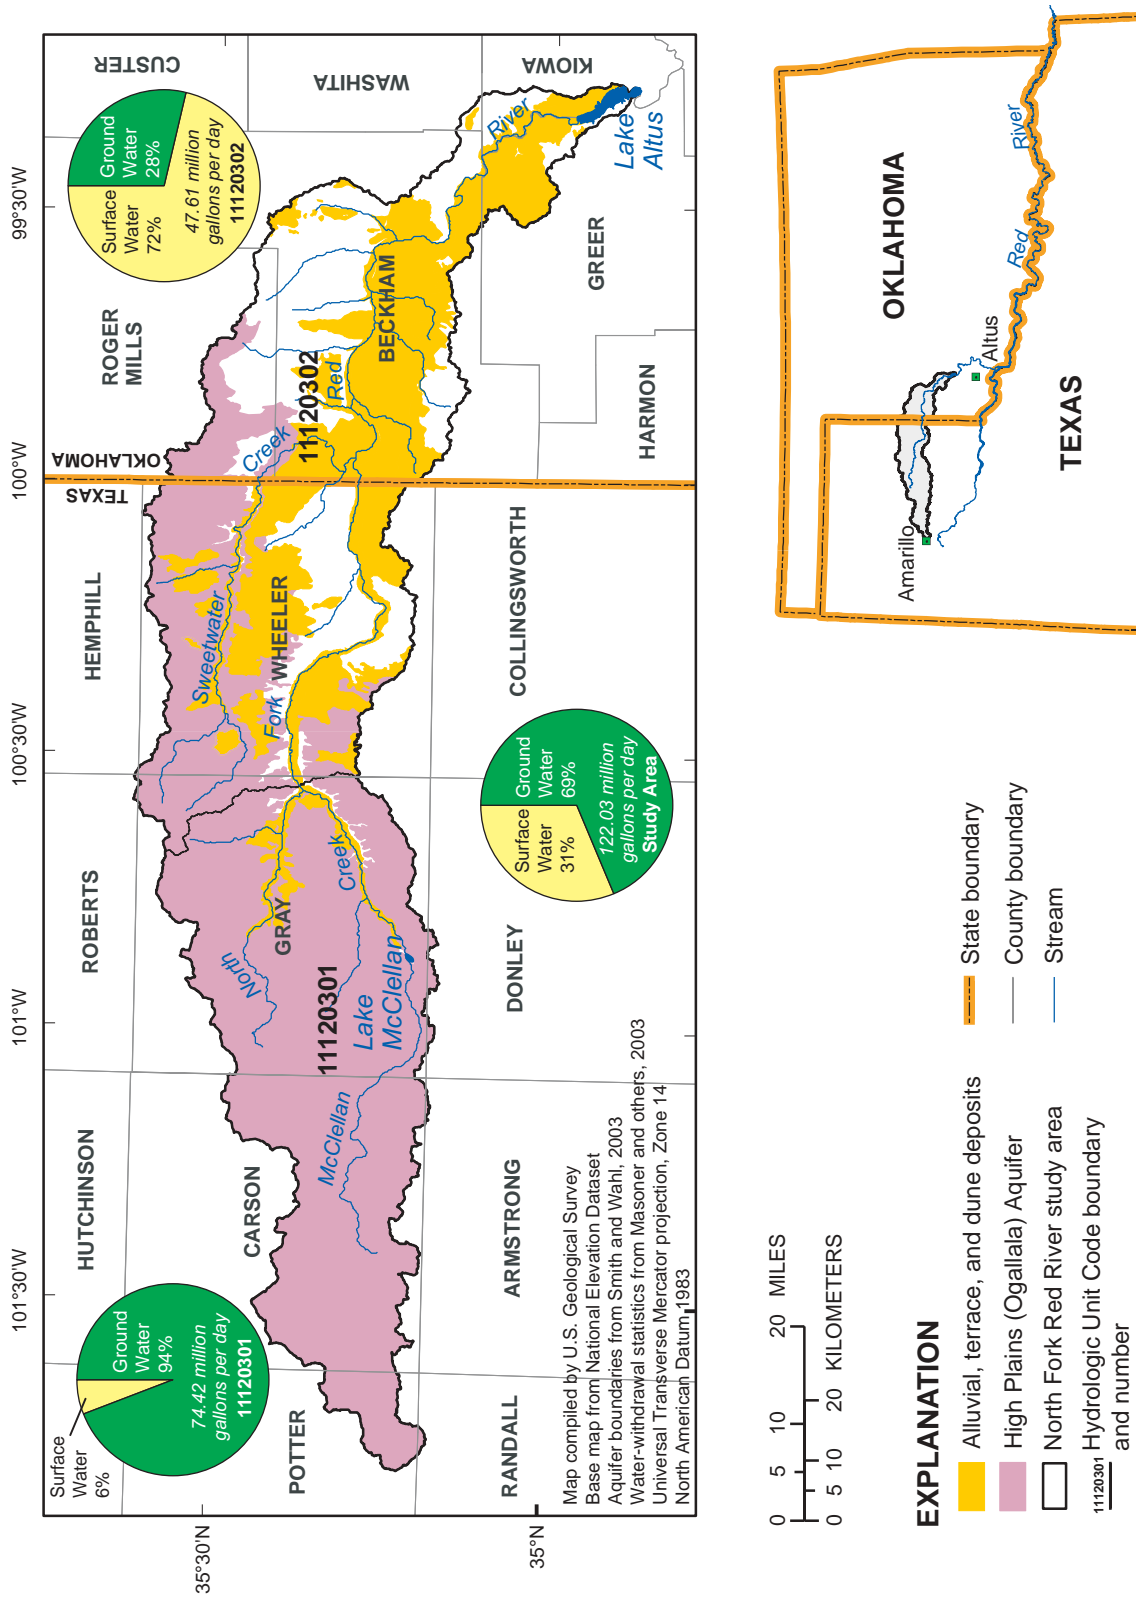 101°30'W
101°W
100°30'W
100°W
99°30'W
35°30'N
35°N
HUTCHINSON
ROBERTS
HEMPHILL
TEXAS
OKLAHOMA
ROGER
MILLS
CUSTER
WASHITA
KIOWA
Surface
Water
6%
Ground
Water
94%
74.42 million
gallons per day
11120301
Surface
Water
72%
Ground
Water
28%
47.61 million
gallons per day
11120302
Surface
Water
31%
Ground
Water
69%
122.03 million
gallons per day
Study Area
POTTER
CARSON
GRAY
WHEELER
BECKHAM
RANDALL
ARMSTRONG
DONLEY
COLLINGSWORTH
HARMON
GREER
11120301
11120302
McClellan
Creek
North
Fork
Red
River
Sweetwater
Creek
Lake
McClellan
Lake
Altus
Map compiled by U.S. Geological Survey
Base map from National Elevation Dataset
Aquifer boundaries from Smith and Wahl, 2003
Water-withdrawal statistics from Masoner and others, 2003
Universal Transverse Mercator projection, Zone 14
North American Datum 1983
0 5 10 20 MILES
0 5 10 20 KILOMETERS
EXPLANATION
Alluvial, terrace, and dune deposits
High Plains (Ogallala) Aquifer
North Fork Red River study area
11120301 Hydrologic Unit Code boundary
and number
State boundary
County boundary
Stream
OKLAHOMA
Amarillo
Altus
Red
River
TEXAS